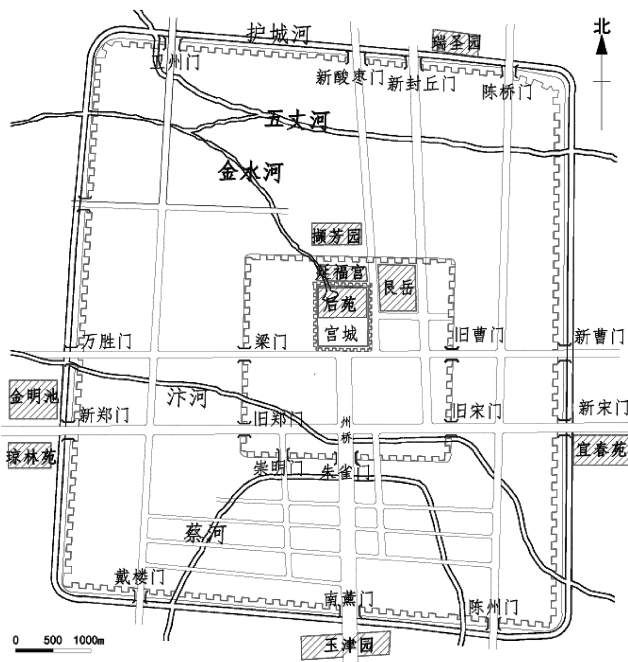 护城河
瑞圣园
北
卫州门
新酸枣门
新封丘门
陈桥门
五丈河
金水河
撷芳园
延福宫
艮岳
后苑
宫城
万胜门
梁门
旧曹门
新曹门
金明池
汴河
新郑门
旧郑门
州桥
旧宋门
新宋门
琼林苑
宜春苑
崇明门
朱雀门
蔡河
戴楼门
南薰门
陈州门
玉津园
0 500 1000m